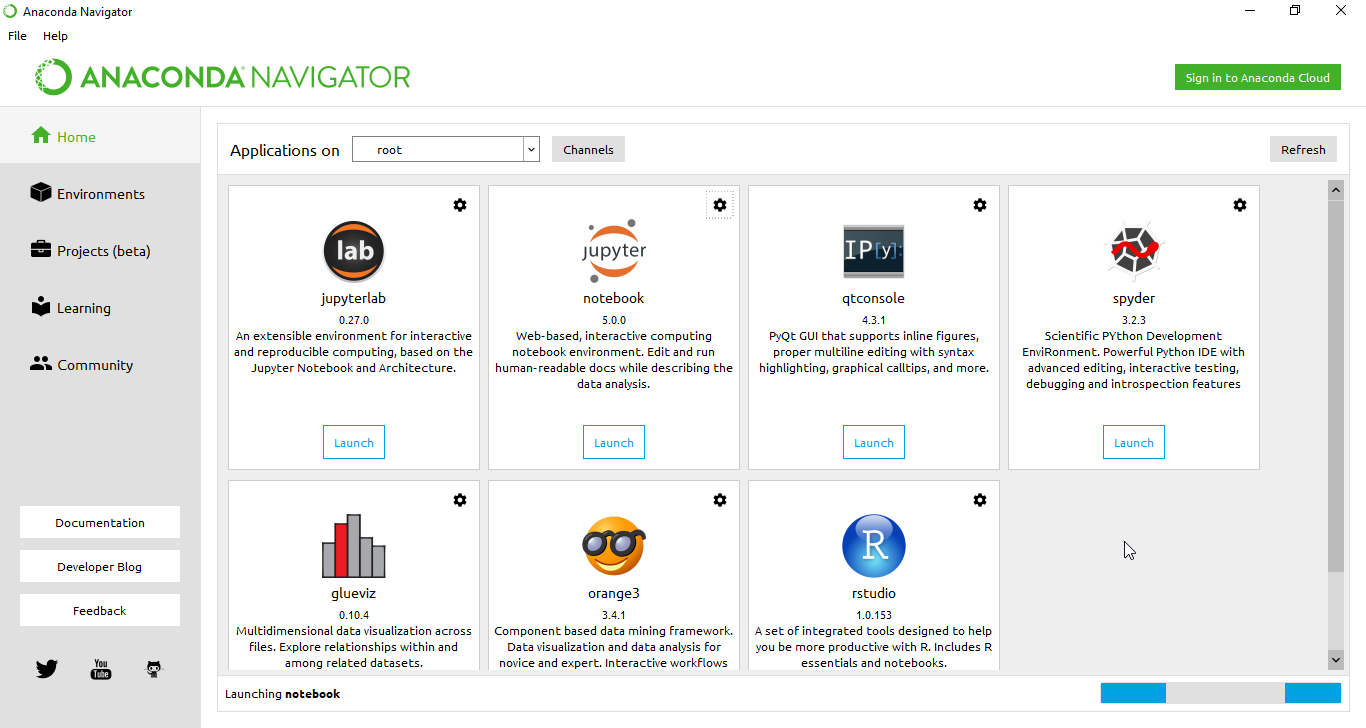 Anaconda Navigator
File Help
ANACONDA NAVIGATOR
Sign in to Anaconda Cloud
Home
Environments
Projects (beta)
Learning
Community
Documentation
Developer Blog
Feedback
You
Tube
Applications on root Channels Refresh
lab
jupyterlab
0.27.0
An extensible environment for interactive
and reproducible computing, based on the
Jupyter Notebook and Architecture.
Launch
jupyter
notebook
5.0.0
Web-based, interactive computing
notebook environment. Edit and run
human-readable docs while describing the
data analysis.
Launch
IP[y]:
qtconsole
4.3.1
PyQt GUI that supports inline figures,
proper multiline editing with syntax
highlighting, graphical calltips, and more.
Launch
spyder
3.2.3
Scientific PYthon Development
EnviRonment. Powerful Python IDE with
advanced editing, interactive testing,
debugging and introspection features
Launch
glueviz
0.10.4
Multidimensional data visualization across
files. Explore relationships within and
among related datasets.
orange3
3.4.1
Component based data mining framework.
Data visualization and data analysis for
novice and expert. Interactive workflows
R
rstudio
1.0.153
A set of integrated tools designed to help
you be more productive with R. Includes R
essentials and notebooks.
Launching notebook